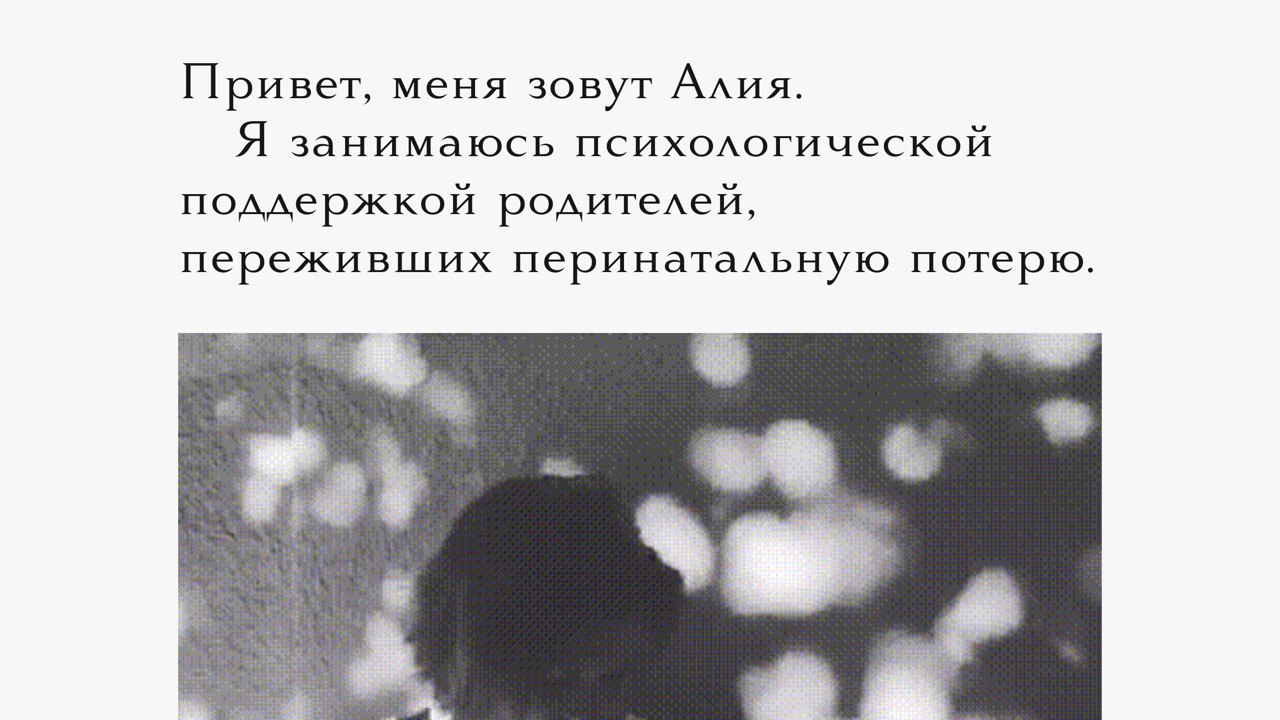 Привет, меня зовут Алия.
Я занимаюсь психологической
поддержкой родителей,
переживших перинатальную потерю.